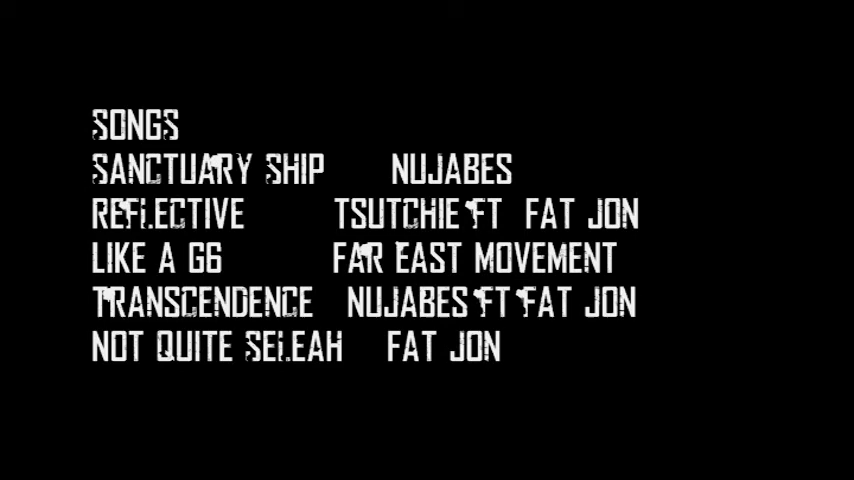 SONGS
SANCTUARY SHIP NUJABES
REFLECTIVE TSUTCHIE FT FAT JON
LIKE A G6 FAR EAST MOVEMENT
TRANSCENDENCE NUJABES FT FAT JON
NOT QUITE SELEAH FAT JON